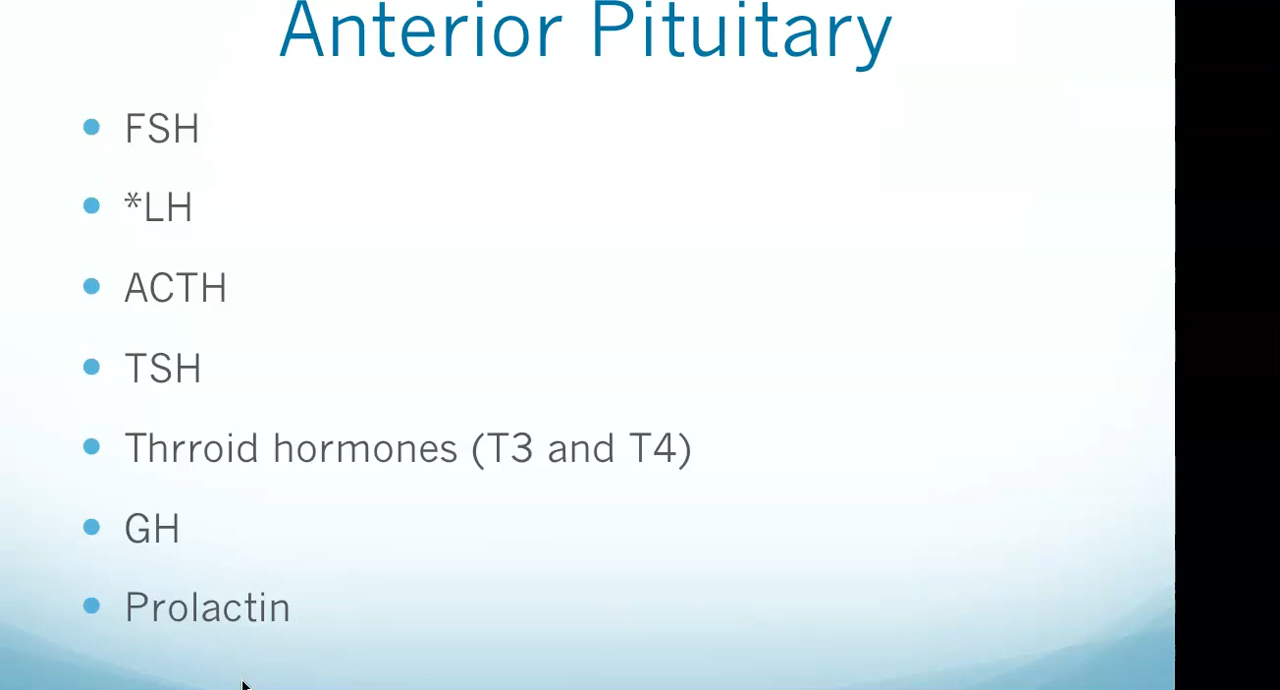 Anterior Pituitary
• FSH
• *LH
• ACTH
• TSH
• Thrroid hormones (T3 and T4)
• GH
• Prolactin